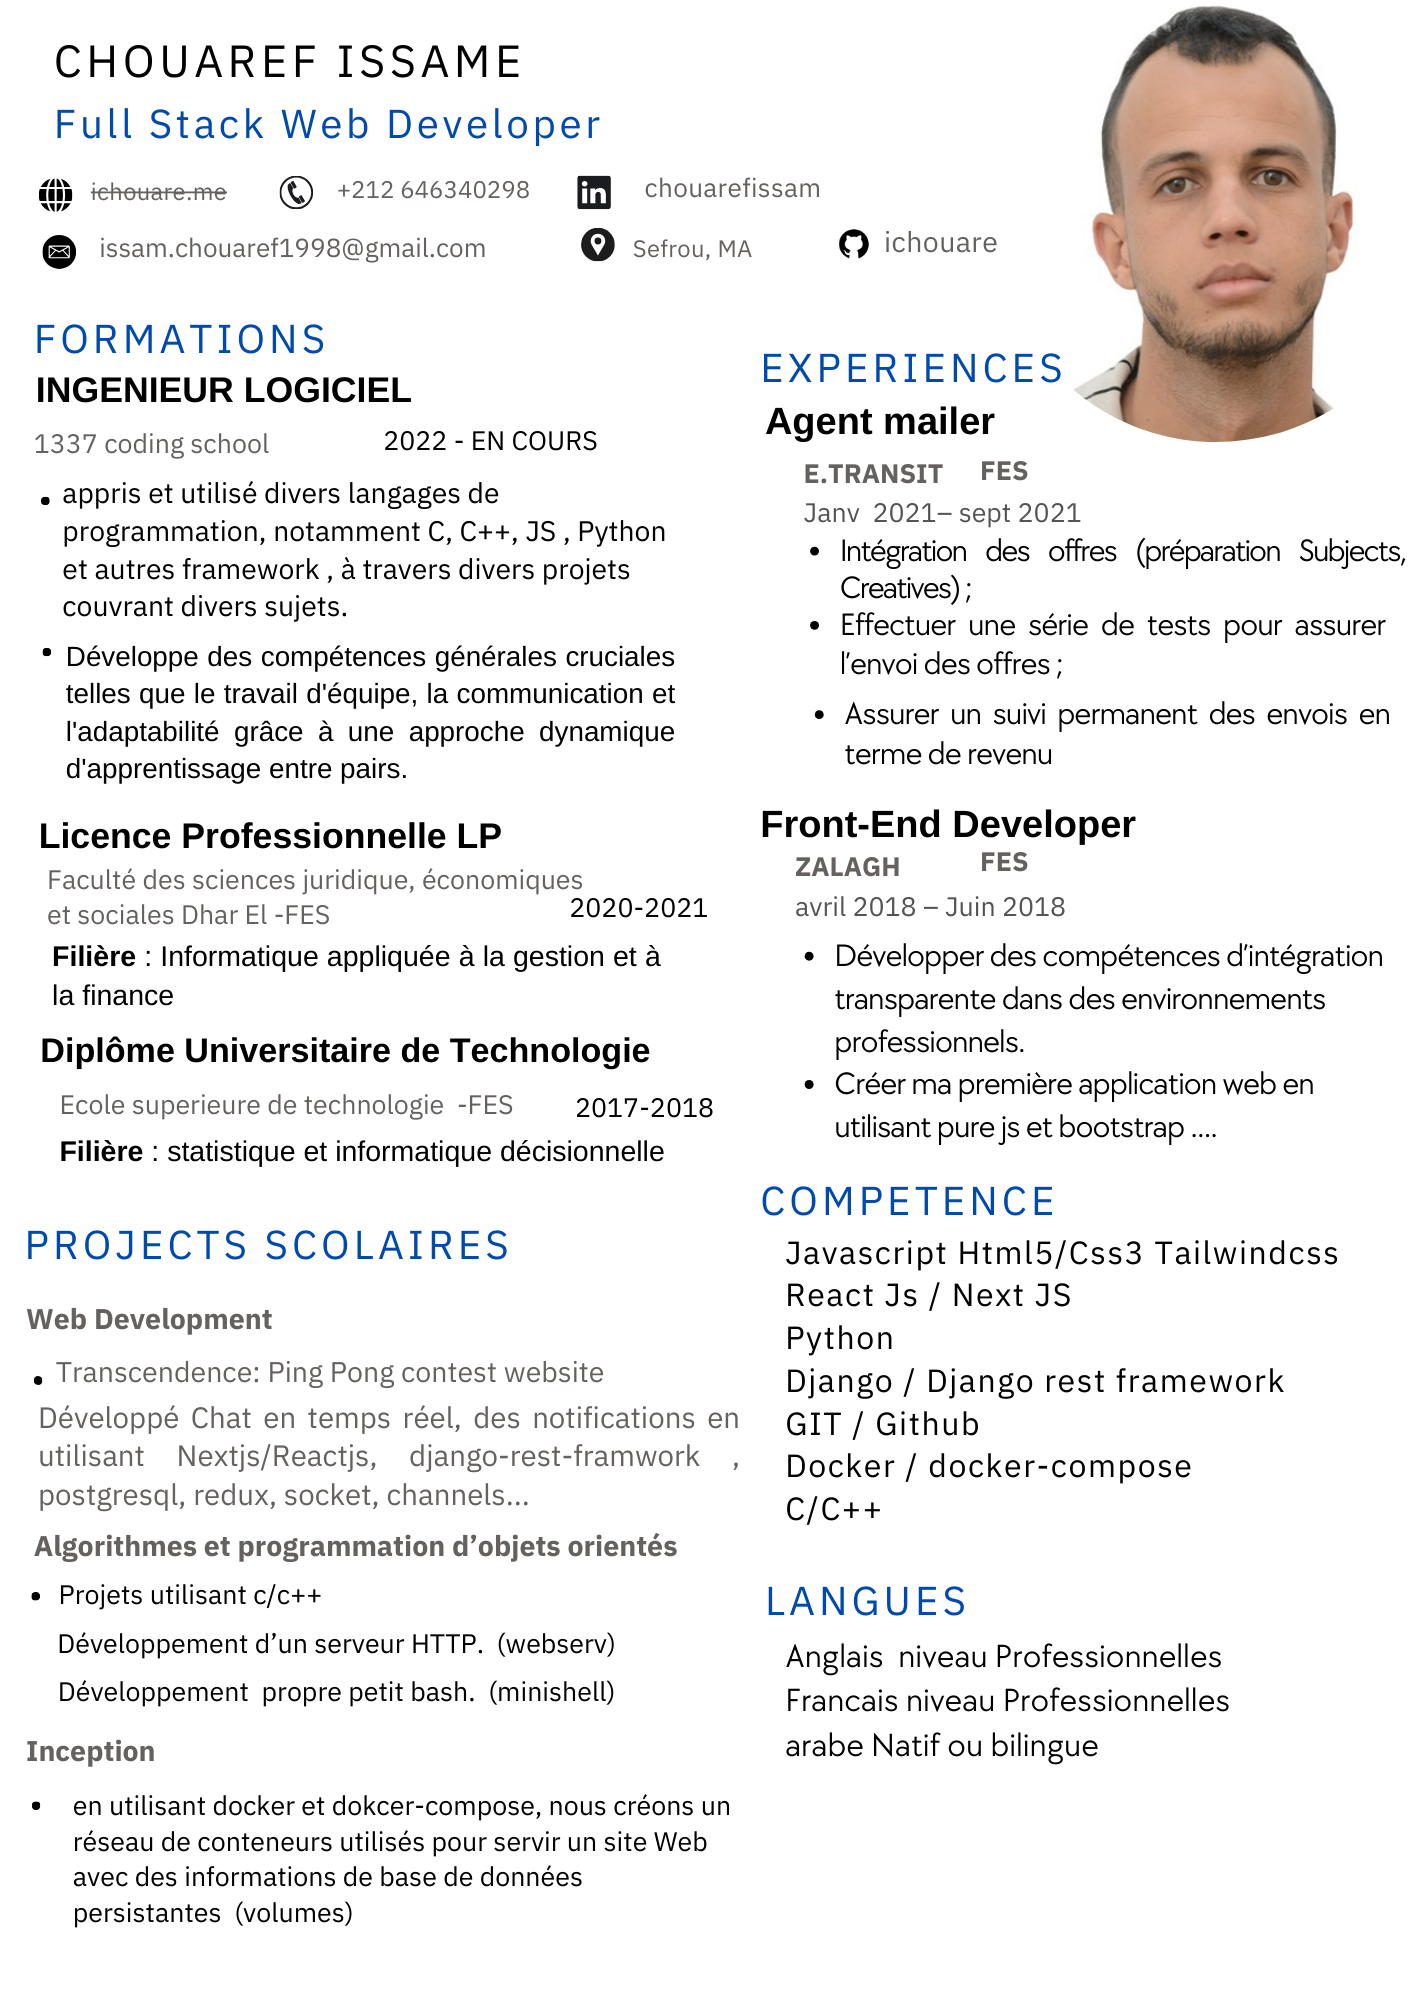 CHOUAREF ISSAME
Full Stack Web Developer
ichouare.me
+212 646340298
chouarefissam
issam.chouaref1998@gmail.com
Sefrou, MA
ichouare
FORMATIONS
INGENIEUR LOGICIEL
1337 coding school
2022 - EN COURS
appris et utilisé divers langages de
programmation, notamment C, C++, JS , Python
et autres framework , à travers divers projets
couvrant divers sujets.
Développe des compétences générales cruciales
telles que le travail d'équipe, la communication et
l'adaptabilité grâce à une approche dynamique
d'apprentissage entre pairs.
Licence Professionnelle LP
Faculté des sciences juridique, économiques
et sociales Dhar El -FES
2020-2021
Filière : Informatique appliquée à la gestion et à
la finance
Diplôme Universitaire de Technologie
Ecole superieure de technologie -FES
2017-2018
Filière : statistique et informatique décisionnelle
PROJECTS SCOLAIRES
Web Development
Transcendence: Ping Pong contest website
Développé Chat en temps réel, des notifications en
utilisant Nextjs/Reactjs, django-rest-framwork ,
postgresql, redux, socket, channels...
Algorithmes et programmation d’objets orientés
Projets utilisant c/c++
Développement d’un serveur HTTP. (webserv)
Développement propre petit bash. (minishell)
Inception
en utilisant docker et dokcer-compose, nous créons un
réseau de conteneurs utilisés pour servir un site Web
avec des informations de base de données
persistantes (volumes)
EXPERIENCES
Agent mailer
E.TRANSIT FES
Janv 2021– sept 2021
Intégration des offres (préparation Subjects,
Creatives) ;
Effectuer une série de tests pour assurer
l’envoi des offres ;
Assurer un suivi permanent des envois en
terme de revenu
Front-End Developer
ZALAGH FES
avril 2018 – Juin 2018
Développer des compétences d’intégration
transparente dans des environnements
professionnels.
Créer ma première application web en
utilisant pure js et bootstrap ....
COMPETENCE
Javascript Html5/Css3 Tailwindcss
React Js / Next JS
Python
Django / Django rest framework
GIT / Github
Docker / docker-compose
C/C++
LANGUES
Anglais niveau Professionnelles
Francais niveau Professionnelles
arabe Natif ou bilingue